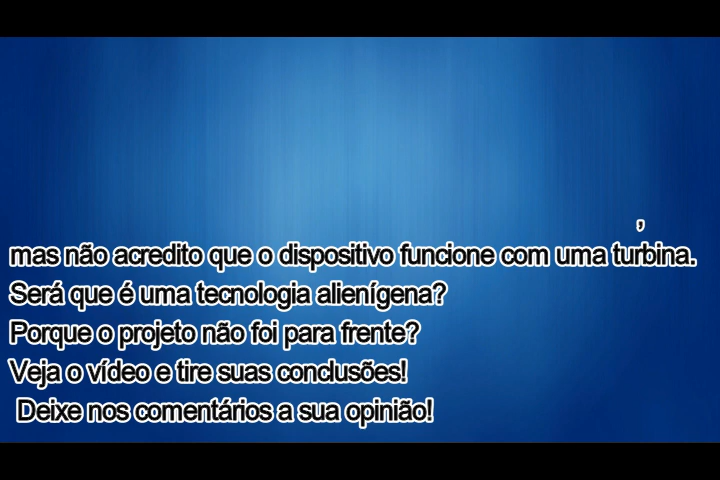 ,
mas não acredito que o dispositivo funcione com uma turbina.
Será que é uma tecnologia alienígena?
Porque o projeto não foi para frente?
Veja o vídeo e tire suas conclusões!
Deixe nos comentários a sua opinião!